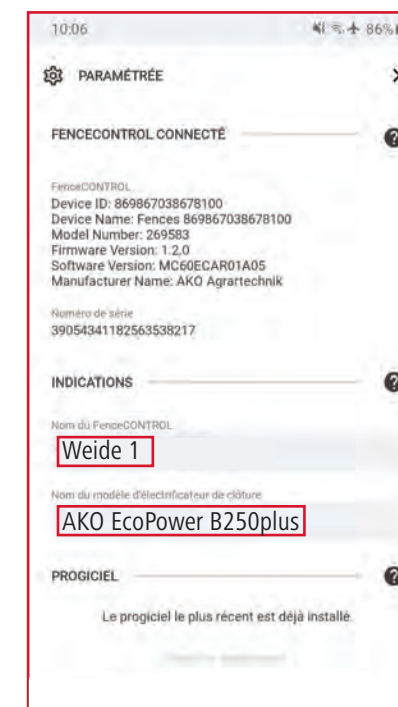 10:06 86%
PARAMÉTRÉE
FENCECONTROL CONNECTÉ
FenceCONTROL
Device ID: 869867038678100
Device Name: Fences 869867038678100
Model Number: 269583
Firmware Version: 1.2.0
Software Version: MC60ECAR01A05
Manufacturer Name: AKO Agrartechnik
Numéro de série
39054341182563538217
INDICATIONS
Nom du FenceCONTROL
Weide 1
Nom du modèle d'électrificateur de clôture
AKO EcoPower B250plus
PROGICIEL
Le progiciel le plus récent est déjà installé.